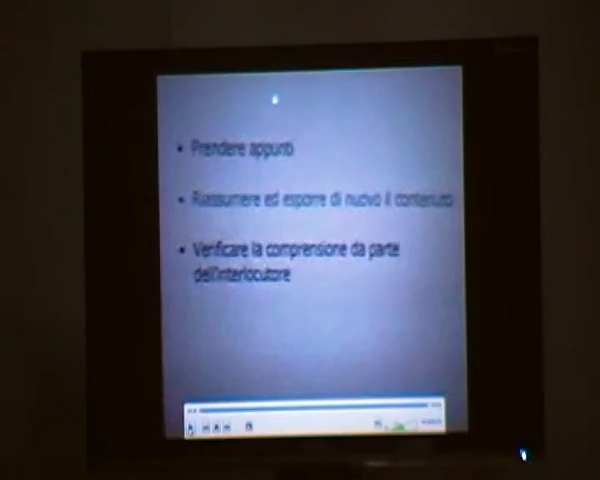 • Prendere appunti
• Riassumere ed esporre di nuovo il contenuto
• Verificare la comprensione da parte
dell'interlocutore